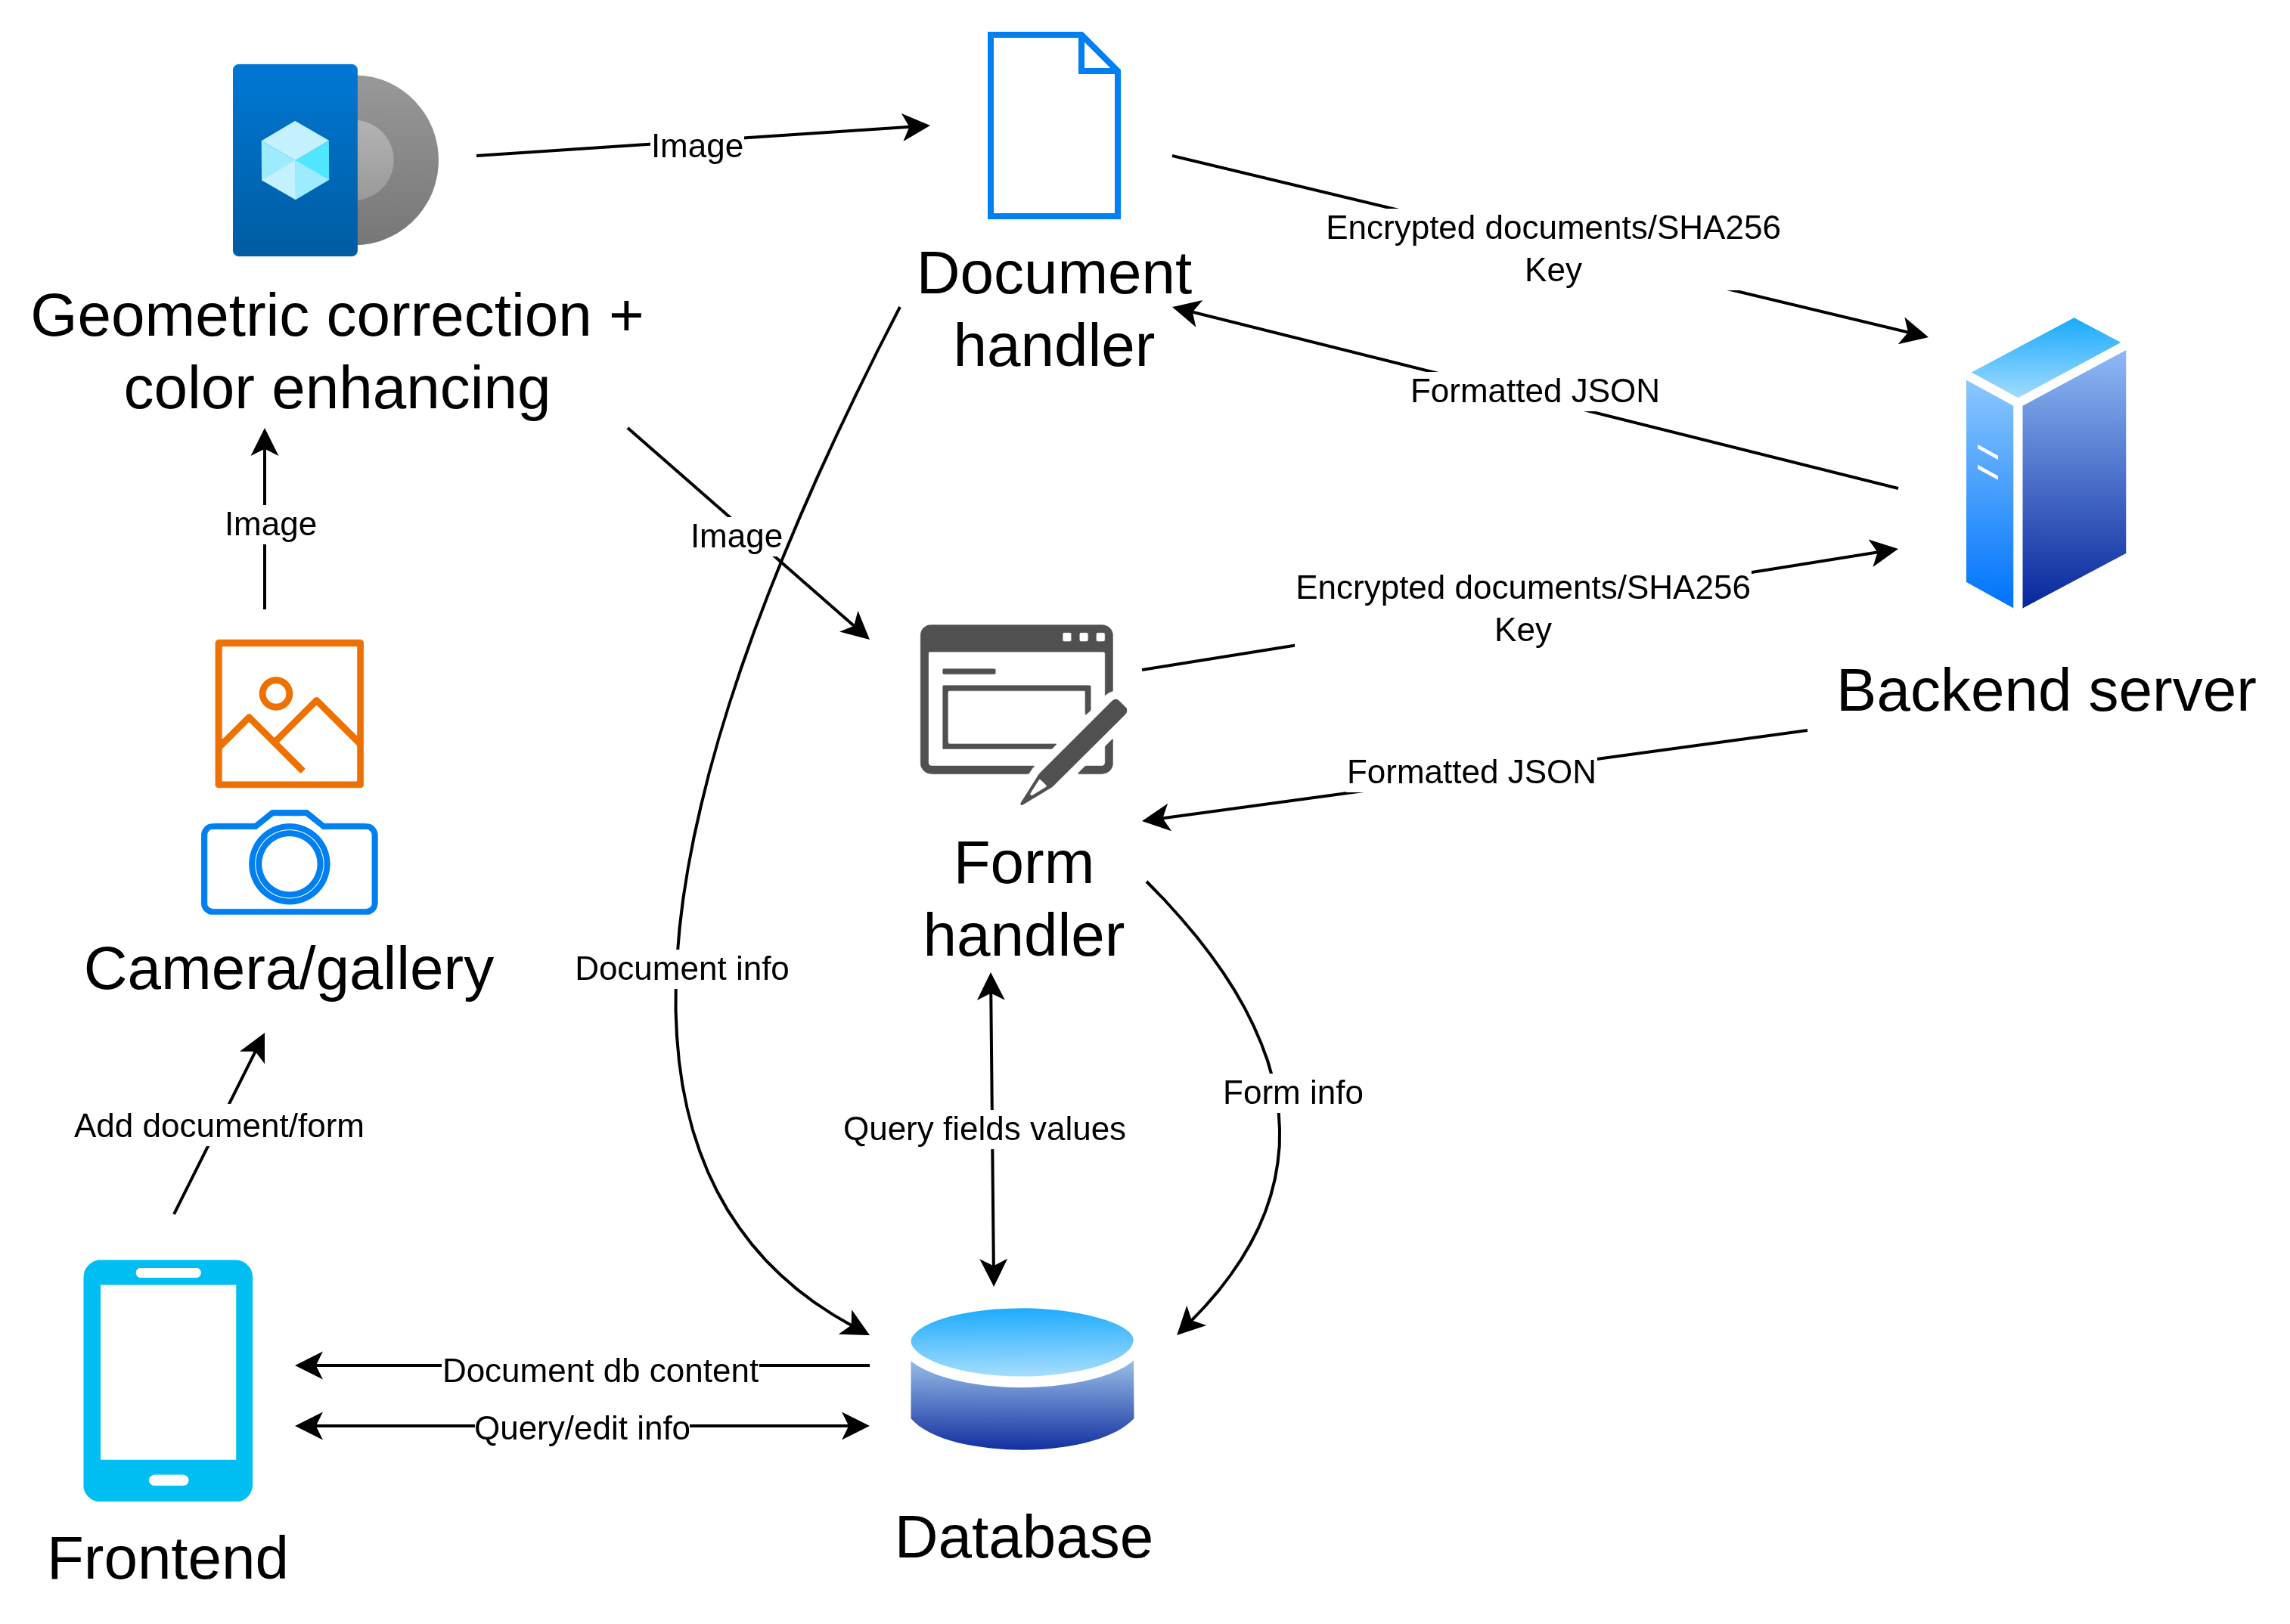 Image
Document
handler
Encrypted documents/SHA256
Key
Geometric correction +
color enhancing
Formatted JSON
Image
Image
Encrypted documents/SHA256
Key
Backend server
Formatted JSON
Form
handler
Camera/gallery
Document info
Add document/form
Query fields values
Form info
Document db content
Query/edit info
Database
Frontend